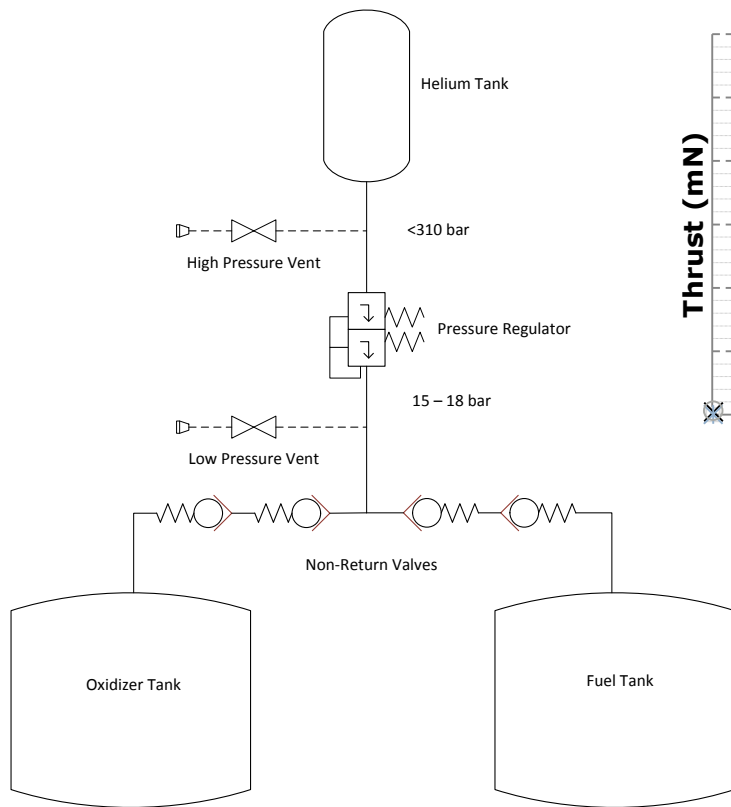 Helium Tank
Thrust (mN)
<310 bar
High Pressure Vent
Pressure Regulator
15 – 18 bar
Low Pressure Vent
Non-Return Valves
Oxidizer Tank
Fuel Tank